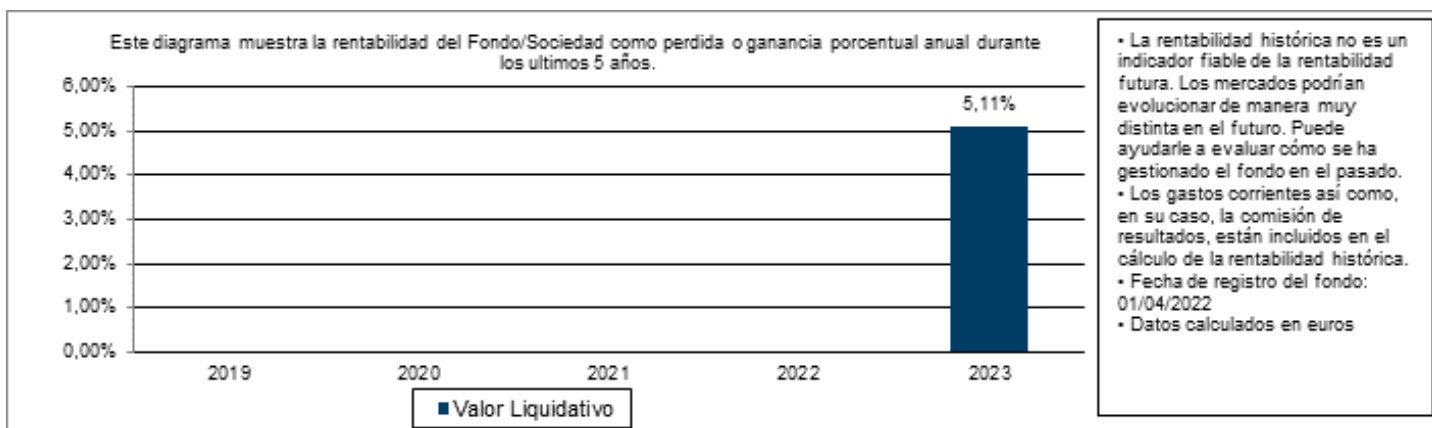 Este diagrama muestra la rentabilidad del Fondo/Sociedad como perdida o ganancia porcentual anual durante
los ultimos 5 años.
6,00%
5,00%
4,00%
3,00%
2,00%
1,00%
0,00%
5,11%
2019 2020 2021 2022 2023
Valor Liquidativo
▪ La rentabilidad histórica no es un
indicador fiable de la rentabilidad
futura. Los mercados podrían
evolucionar de manera muy
distinta en el futuro. Puede
ayudarle a evaluar cómo se ha
gestionado el fondo en el pasado.
▪ Los gastos corrientes así como,
en su caso, la comisión de
resultados, están incluidos en el
cálculo de la rentabilidad histórica.
▪ Fecha de registro del fondo:
01/04/2022
▪ Datos calculados en euros